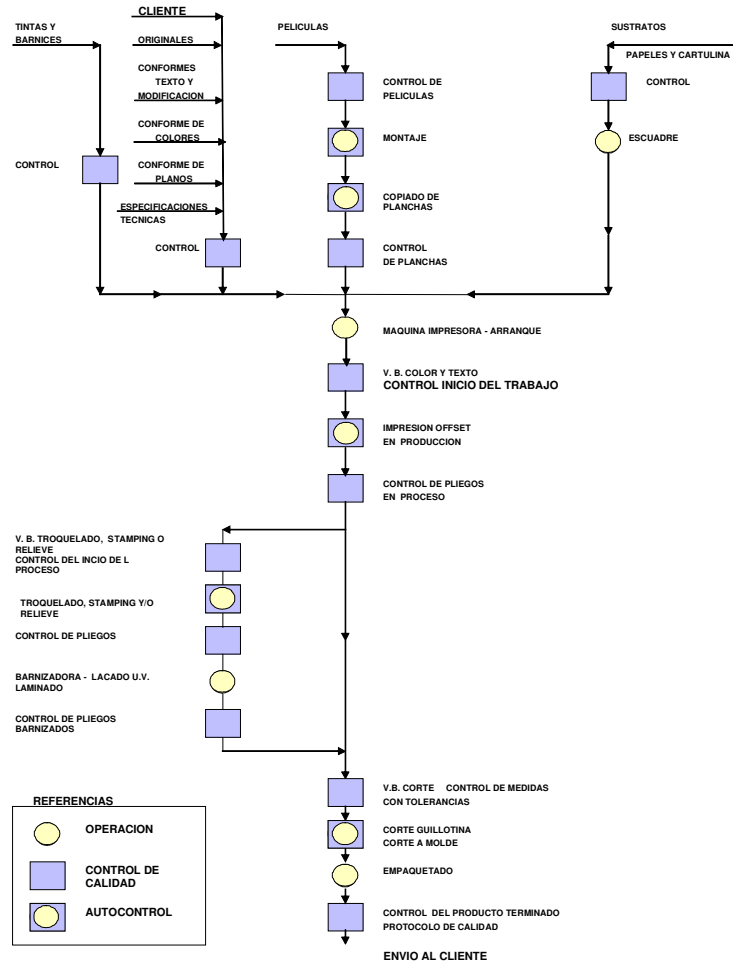 CLIENTE
TINTAS Y
BARNICES
ORIGINALES
CONFORMES
TEXTO Y
MODIFICACION
CONFORME DE
COLORES
CONFORME DE
PLANOS
ESPECIFICACIONES
TECNICAS
CONTROL
CONTROL
PELICULAS
CONTROL DE
PELICULAS
MONTAJE
COPIADO DE
PLANCHAS
CONTROL
DE PLANCHAS
SUSTRATOS
PAPELES Y CARTULINA
CONTROL
ESCUADRE
MAQUINA IMPRESORA - ARRANQUE
V. B. COLOR Y TEXTO
CONTROL INICIO DEL TRABAJO
IMPRESION OFFSET
EN PRODUCCION
CONTROL DE PLIEGOS
EN PROCESO
V. B. TROQUELADO, STAMPING O
RELIEVE
CONTROL DEL INCIO DE L
PROCESO
TROQUELADO, STAMPING Y/O
RELIEVE
CONTROL DE PLIEGOS
BARNIZADORA - LACADO U.V.
LAMINADO
CONTROL DE PLIEGOS
BARNIZADOS
V.B. CORTE CONTROL DE MEDIDAS
CON TOLERANCIAS
CORTE GUILLOTINA
CORTE A MOLDE
EMPAQUETADO
CONTROL DEL PRODUCTO TERMINADO
PROTOCOLO DE CALIDAD
ENVIO AL CLIENTE
REFERENCIAS
OPERACION
CONTROL DE
CALIDAD
AUTOCONTROL